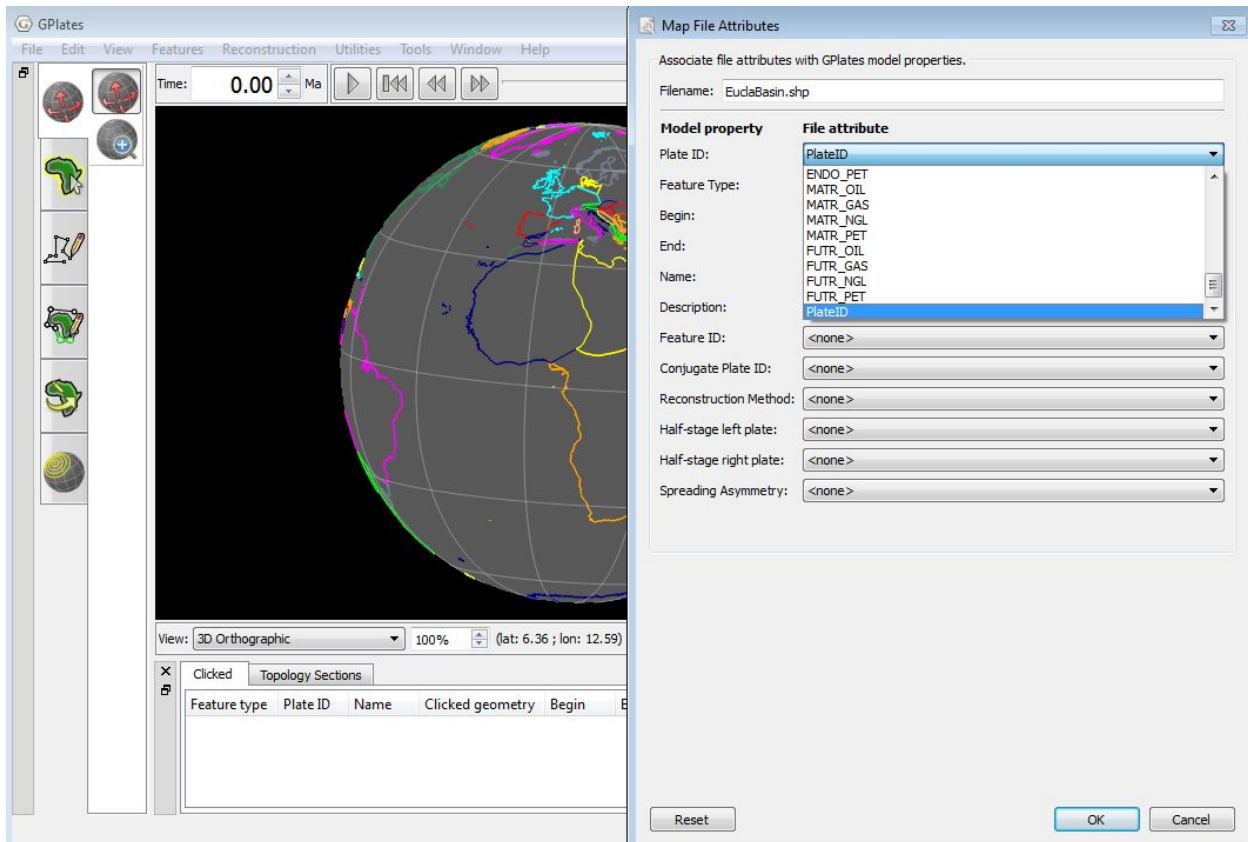 GPlates
File Edit View Features Reconstruction Utilities Tools Window Help
Time: 0.00 Ma
View: 3D Orthographic 100% (lat: 6.36 ; lon: 12.59)
Clicked Topology Sections
Feature type Plate ID Name Clicked geometry Begin E
Map File Attributes
Associate file attributes with GPlates model properties.
Filename: EuclaBasin.shp
Model property File attribute
Plate ID: PlateID
ENDO_PET
Feature Type: MATR_OIL
MATR_GAS
MATR_NGL
Begin: MATR_PET
End: FUTR_OIL
FUTR_GAS
Name: FUTR_NGL
FUTR_PET
Description: PlateID
Feature ID: <none>
Conjugate Plate ID: <none>
Reconstruction Method: <none>
Half-stage left plate: <none>
Half-stage right plate: <none>
Spreading Asymmetry: <none>
Reset OK Cancel